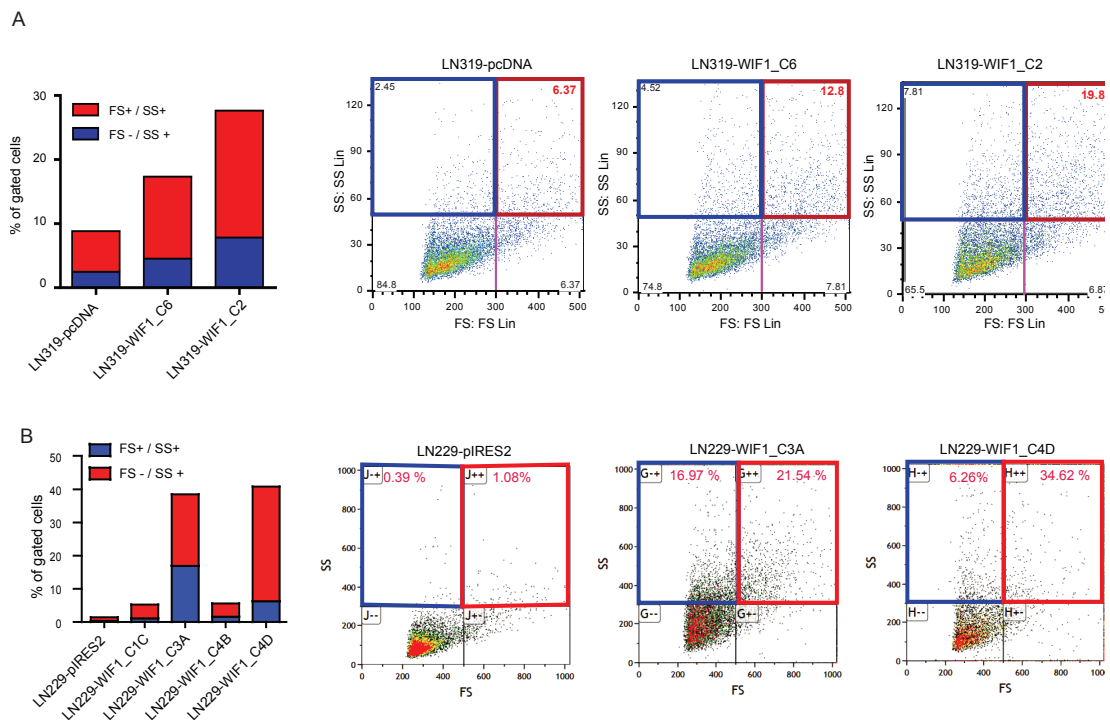 A
30
20
10
0
% of gated cells
FS+ / SS+
FS - / SS +
LN319-pcDNA
LN319-WIF1_C6
LN319-WIF1_C2
LN319-pcDNA
2.45
6.37
84.8
6.37
120
90
60
30
0
SS: SS Lin
0 100 200 300 400 500
FS: FS Lin
LN319-WIF1_C6
4.52
12.8
74.8
7.81
120
90
60
30
0
SS: SS Lin
0 100 200 300 400 500
FS: FS Lin
LN319-WIF1_C2
7.81
19.8
65.5
6.87
120
90
60
30
0
SS: SS Lin
0 100 200 300 400 500
FS: FS Lin
B
50
40
30
20
10
0
% of gated cells
FS+ / SS+
FS - / SS +
LN229-pIRES2
LN229-WIF1_C1C
LN229-WIF1_C3A
LN229-WIF1_C4B
LN229-WIF1_C4D
LN229-pIRES2
J-+ 0.39 %
J++ 1.08%
J--
J+-
1000
800
600
400
200
0
SS
0 200 400 600 800 1000
FS
LN229-WIF1_C3A
G-+ 16.97 %
G++ 21.54 %
G--
G+-
1000
800
600
400
200
0
SS
0 200 400 600 800 1000
FS
LN229-WIF1_C4D
H-+ 6.26%
H++ 34.62 %
H--
H+-
1000
800
600
400
200
0
SS
0 200 400 600 800 1000
FS